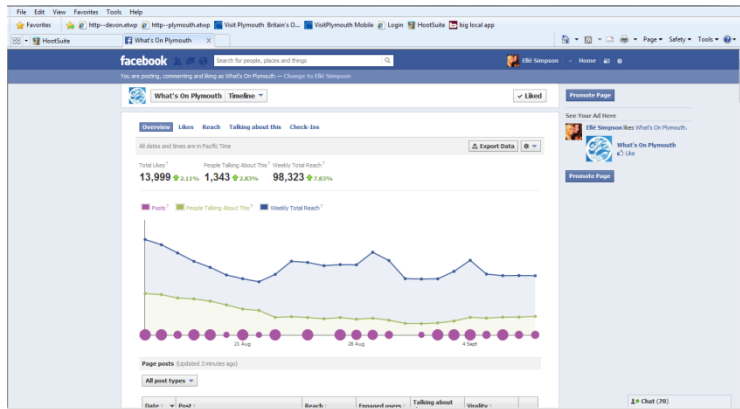 File Edit View Favorites Tools Help
Favorites http--devon.atwp http--plymouth.atwp Visit Plymouth Britain's O... VisitPlymouth Mobile Login HootSuite big local app
HootSuite What's On Plymouth X Page Safety Tools
facebook Search for people, places and things Ellé Simpson Home
You are posting, commenting and liking as What's On Plymouth — Change to Ellé Simpson
What's On Plymouth Timeline Liked Promote Page
See Your Ad Here
Overview Likes Reach Talking about this Check-Ins Ellé Simpson likes What's On Plymouth.
All dates and times are in Pacific Time Export Data What's On Plymouth
Like
Total Likes? People Talking About This? Weekly Total Reach?
13,999 2.11% 1,343 2.83% 98,323 7.83% Promote Page
Posts? People Talking About This? Weekly Total Reach?
21 Aug 28 Aug 4 Sept
Page posts (Updated 3 minutes ago)
All post types
Chat (70)
Date Post Reach Engaged users Talking about Virality